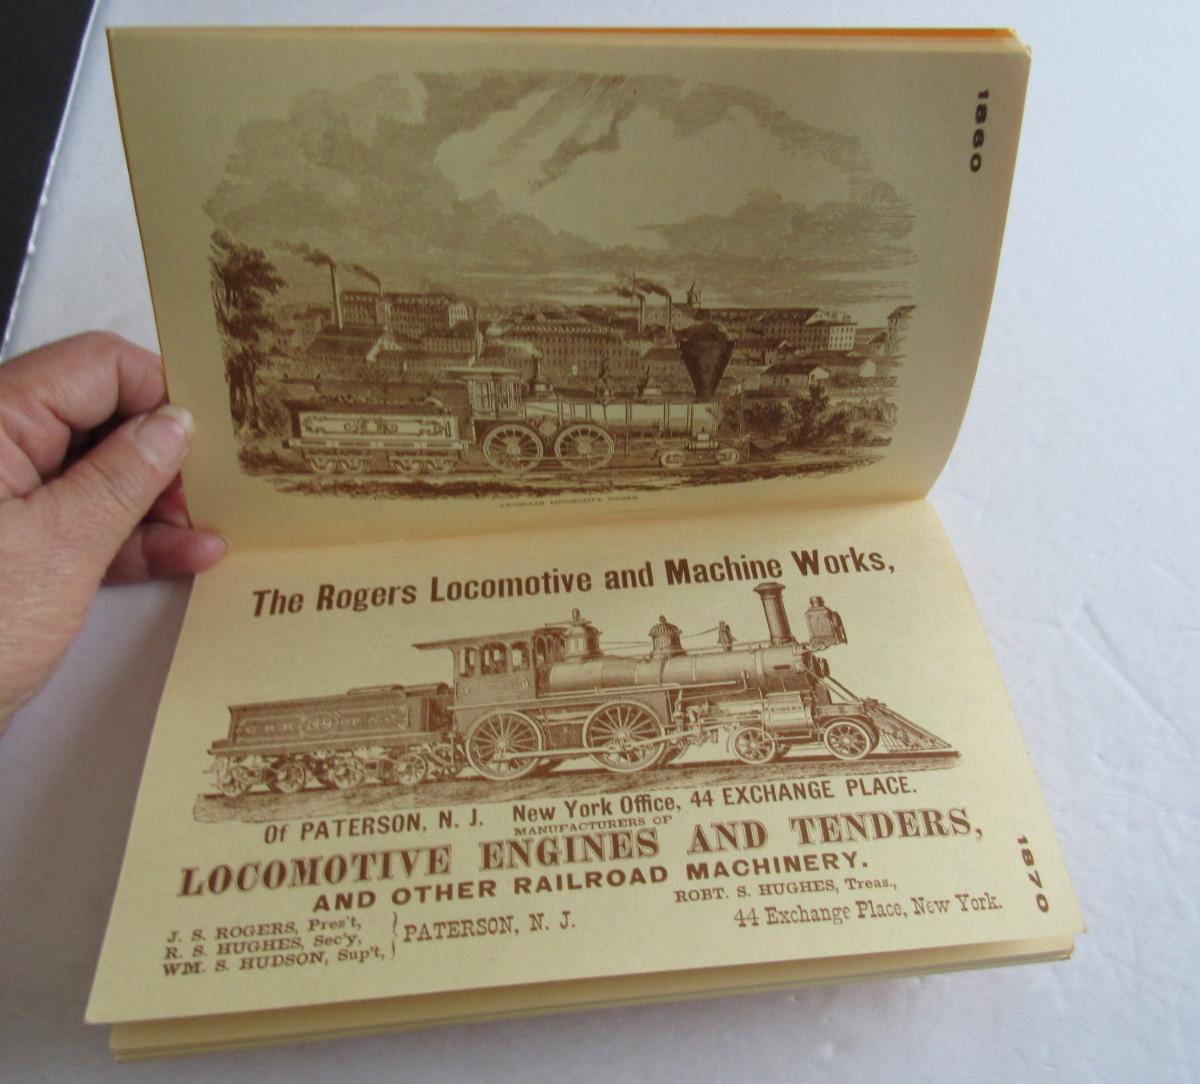 1860
The Rogers Locomotive and Machine Works,
ROGERS
Of PATERSON, N. J. New York Office, 44 EXCHANGE PLACE.
MANUFACTURERS OF
LOCOMOTIVE ENGINES AND TENDERS,
AND OTHER RAILROAD MACHINERY.
J. S. ROGERS, Pres't,
R. S. HUGHES, Sec'y,
WM. S. HUDSON, Sup't,
PATERSON, N. J.
ROBT. S. HUGHES, Treas.,
44 Exchange Place, New York.
1870